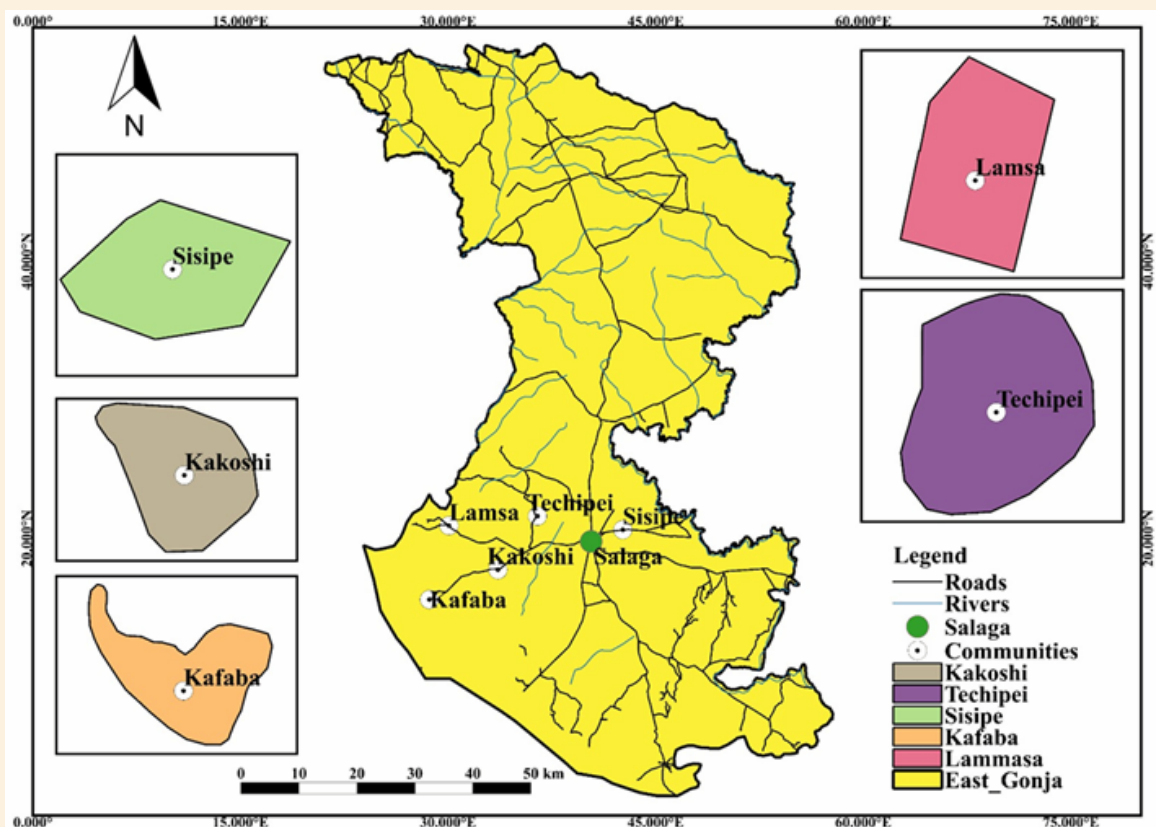 0.000° 15.000°E 30.000°E 45.000°E 60.000°E 75.000°E
N
40.000°N
20.000°N
Sisipe
Kakoshi
Kafaba
Lamsa
Techipei
Lamsa
Techipei
Sisipe
Salaga
Kakoshi
Kafaba
40.000°N
20.000°N
Legend
Roads
Rivers
Salaga
Communities
Kakoshi
Techipei
Sisipe
Kafaba
Lammasa
East_Gonja
0 10 20 30 40 50 km
0.000° 15.000°E 30.000°E 45.000°E 60.000°E 75.000°E